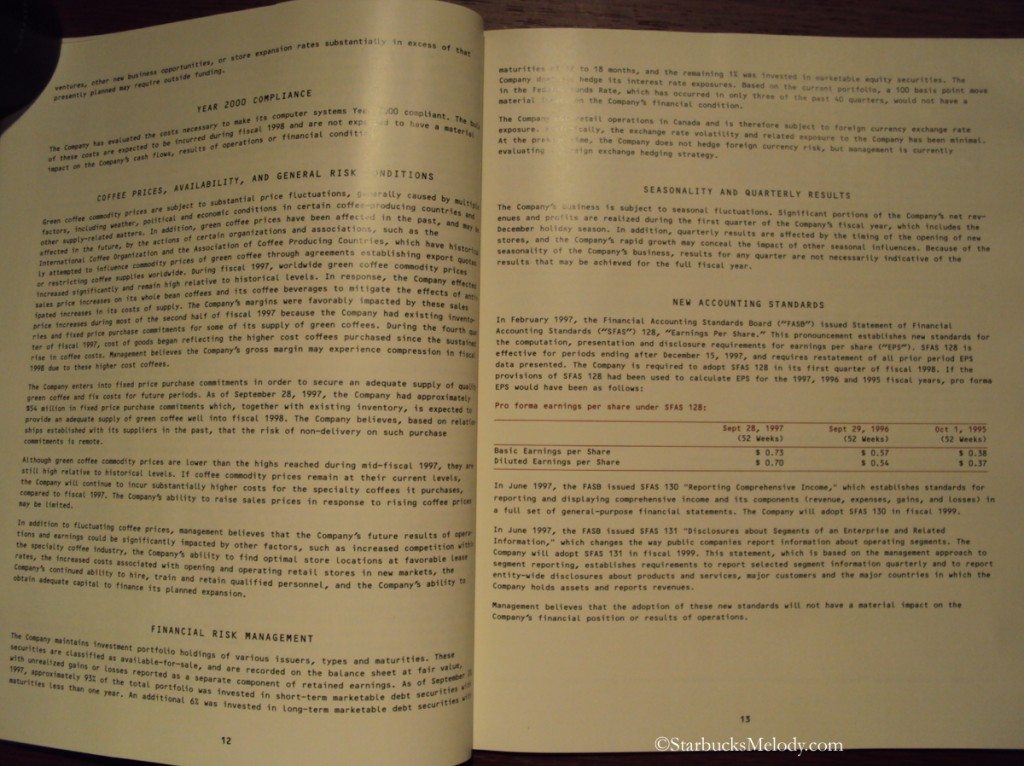 ventures, other new business opportunities, or store expansion rates substantially in excess of that
presently planned may require outside funding.
YEAR 2000 COMPLIANCE
The Company has evaluated the costs necessary to make its computer systems Year 2000 compliant. The
of these costs are expected to be incurred during fiscal 1998 and are not expected to have a material
impact on the Company's cash flows, results of operations or financial condition
COFFEE PRICES, AVAILABILITY, AND GENERAL RISK CONDITIONS
Green coffee commodity prices are subject to substantial price fluctuations, generally caused by multiple
factors, including weather, political and economic conditions in certain coffee-producing countries and
other supply-related matters. In addition, green coffee prices have been affected in the past, and may
affected in the future, by the actions of certain organizations and associations, such as the
International Coffee Organization and the Association of Coffee Producing Countries, which have historical
ly attempted to influence commodity prices of green coffee through agreements establishing export quotas
or restricting coffee supplies worldwide. During fiscal 1997, worldwide green coffee commodity prices
increased significantly and remain high relative to historical levels. In response, the Company effected
sales price increases on its whole bean coffees and its coffee beverages to mitigate the effects of antic
ipated increases in its costs of supply. The Company's margins were favorably impacted by these sales
price increases during most of the second half of fiscal 1997 because the Company had existing invento-
ries and fixed price purchase commitments for some of its supply of green coffees. During the fourth quar
ter of fiscal 1997, cost of goods began reflecting the higher cost coffees purchased since the sustained
rise in coffee costs. Management believes the Company's gross margin may experience compression in fiscal
1998 due to these higher cost coffees.
The Company enters into fixed price purchase commitments in order to secure an adequate supply of quality
green coffee and fix costs for future periods. As of September 28, 1997, the Company had approximately
$54 million in fixed price purchase commitments which, together with existing inventory, is expected to
provide an adequate supply of green coffee well into fiscal 1998. The Company believes, based on relation
ships established with its suppliers in the past, that the risk of non-delivery on such purchase
commitments is remote.
Although green coffee commodity prices are lower than the highs reached during mid-fiscal 1997, they are
still high relative to historical levels. If coffee commodity prices remain at their current levels,
the Company will continue to incur substantially higher costs for the specialty coffees it purchases,
compared to fiscal 1997. The Company's ability to raise sales prices in response to rising coffee prices
may be limited.
In addition to fluctuating coffee prices, management believes that the Company's future results of opera-
tions and earnings could be significantly impacted by other factors, such as increased competition within
the specialty coffee industry, the Company's ability to find optimal store locations at favorable lease
rates, the increased costs associated with opening and operating retail stores in new markets, the
Company's continued ability to hire, train and retain qualified personnel, and the Company's ability to
obtain adequate capital to finance its planned expansion.
FINANCIAL RISK MANAGEMENT
The Company maintains investment portfolio holdings of various issuers, types and maturities. These
securities are classified as available-for-sale, and are recorded on the balance sheet at fair value,
with unrealized gains or losses reported as a separate component of retained earnings. As of September
1997, approximately 93% of the total portfolio was invested in short-term marketable debt securities with
maturities less than one year. An additional 6% was invested in long-term marketable debt securities with
12
maturities of to 18 months, and the remaining 1% was invested in marketable equity securities. The
Company does hedge its interest rate exposures. Based on the current portfolio, a 100 basis point move
in the Federal Funds Rate, which has occurred in only three of the past 40 quarters, would not have a
material on the Company's financial condition.
The Company retail operations in Canada and is therefore subject to foreign currency exchange rate
exposure. the exchange rate volatility and related exposure to the Company has been minimal.
At the present time, the Company does not hedge foreign currency risk, but management is currently
evaluating foreign exchange hedging strategy.
SEASONALITY AND QUARTERLY RESULTS
The Company's business is subject to seasonal fluctuations. Significant portions of the Company's net rev-
enues and profits are realized during the first quarter of the Company's fiscal year, which includes the
December holiday season. In addition, quarterly results are affected by the timing of the opening of new
stores, and the Company's rapid growth may conceal the impact of other seasonal influences. Because of the
seasonality of the Company's business, results for any quarter are not necessarily indicative of the
results that may be achieved for the full fiscal year.
NEW ACCOUNTING STANDARDS
In February 1997, the Financial Accounting Standards Board ("FASB") issued Statement of Financial
Accounting Standards ("SFAS") 128, "Earnings Per Share." This pronouncement establishes new standards for
the computation, presentation and disclosure requirements for earnings per share ("EPS"). SFAS 128 is
effective for periods ending after December 15, 1997, and requires restatement of all prior period EPS
data presented. The Company is required to adopt SFAS 128 in its first quarter of fiscal 1998. If the
provisions of SFAS 128 had been used to calculate EPS for the 1997, 1996 and 1995 fiscal years, pro forma
EPS would have been as follows:
Pro forma earnings per share under SFAS 128:
Sept 28, 1997 Sept 29, 1996 Oct 1, 1995
(52 Weeks) (52 Weeks) (52 Weeks)
Basic Earnings per Share $ 0.73 $ 0.57 $ 0.38
Diluted Earnings per Share $ 0.70 $ 0.54 $ 0.37
In June 1997, the FASB issued SFAS 130 "Reporting Comprehensive Income," which establishes standards for
reporting and displaying comprehensive income and its components (revenue, expenses, gains, and losses) in
a full set of general-purpose financial statements. The Company will adopt SFAS 130 in fiscal 1999.
In June 1997, the FASB issued SFAS 131 "Disclosures about Segments of an Enterprise and Related
Information," which changes the way public companies report information about operating segments. The
Company will adopt SFAS 131 in fiscal 1999. This statement, which is based on the management approach to
segment reporting, establishes requirements to report selected segment information quarterly and to report
entity-wide disclosures about products and services, major customers and the major countries in which the
Company holds assets and reports revenues.
Management believes that the adoption of these new standards will not have a material impact on the
Company's financial position or results of operations.
13
©StarbucksMelody.com